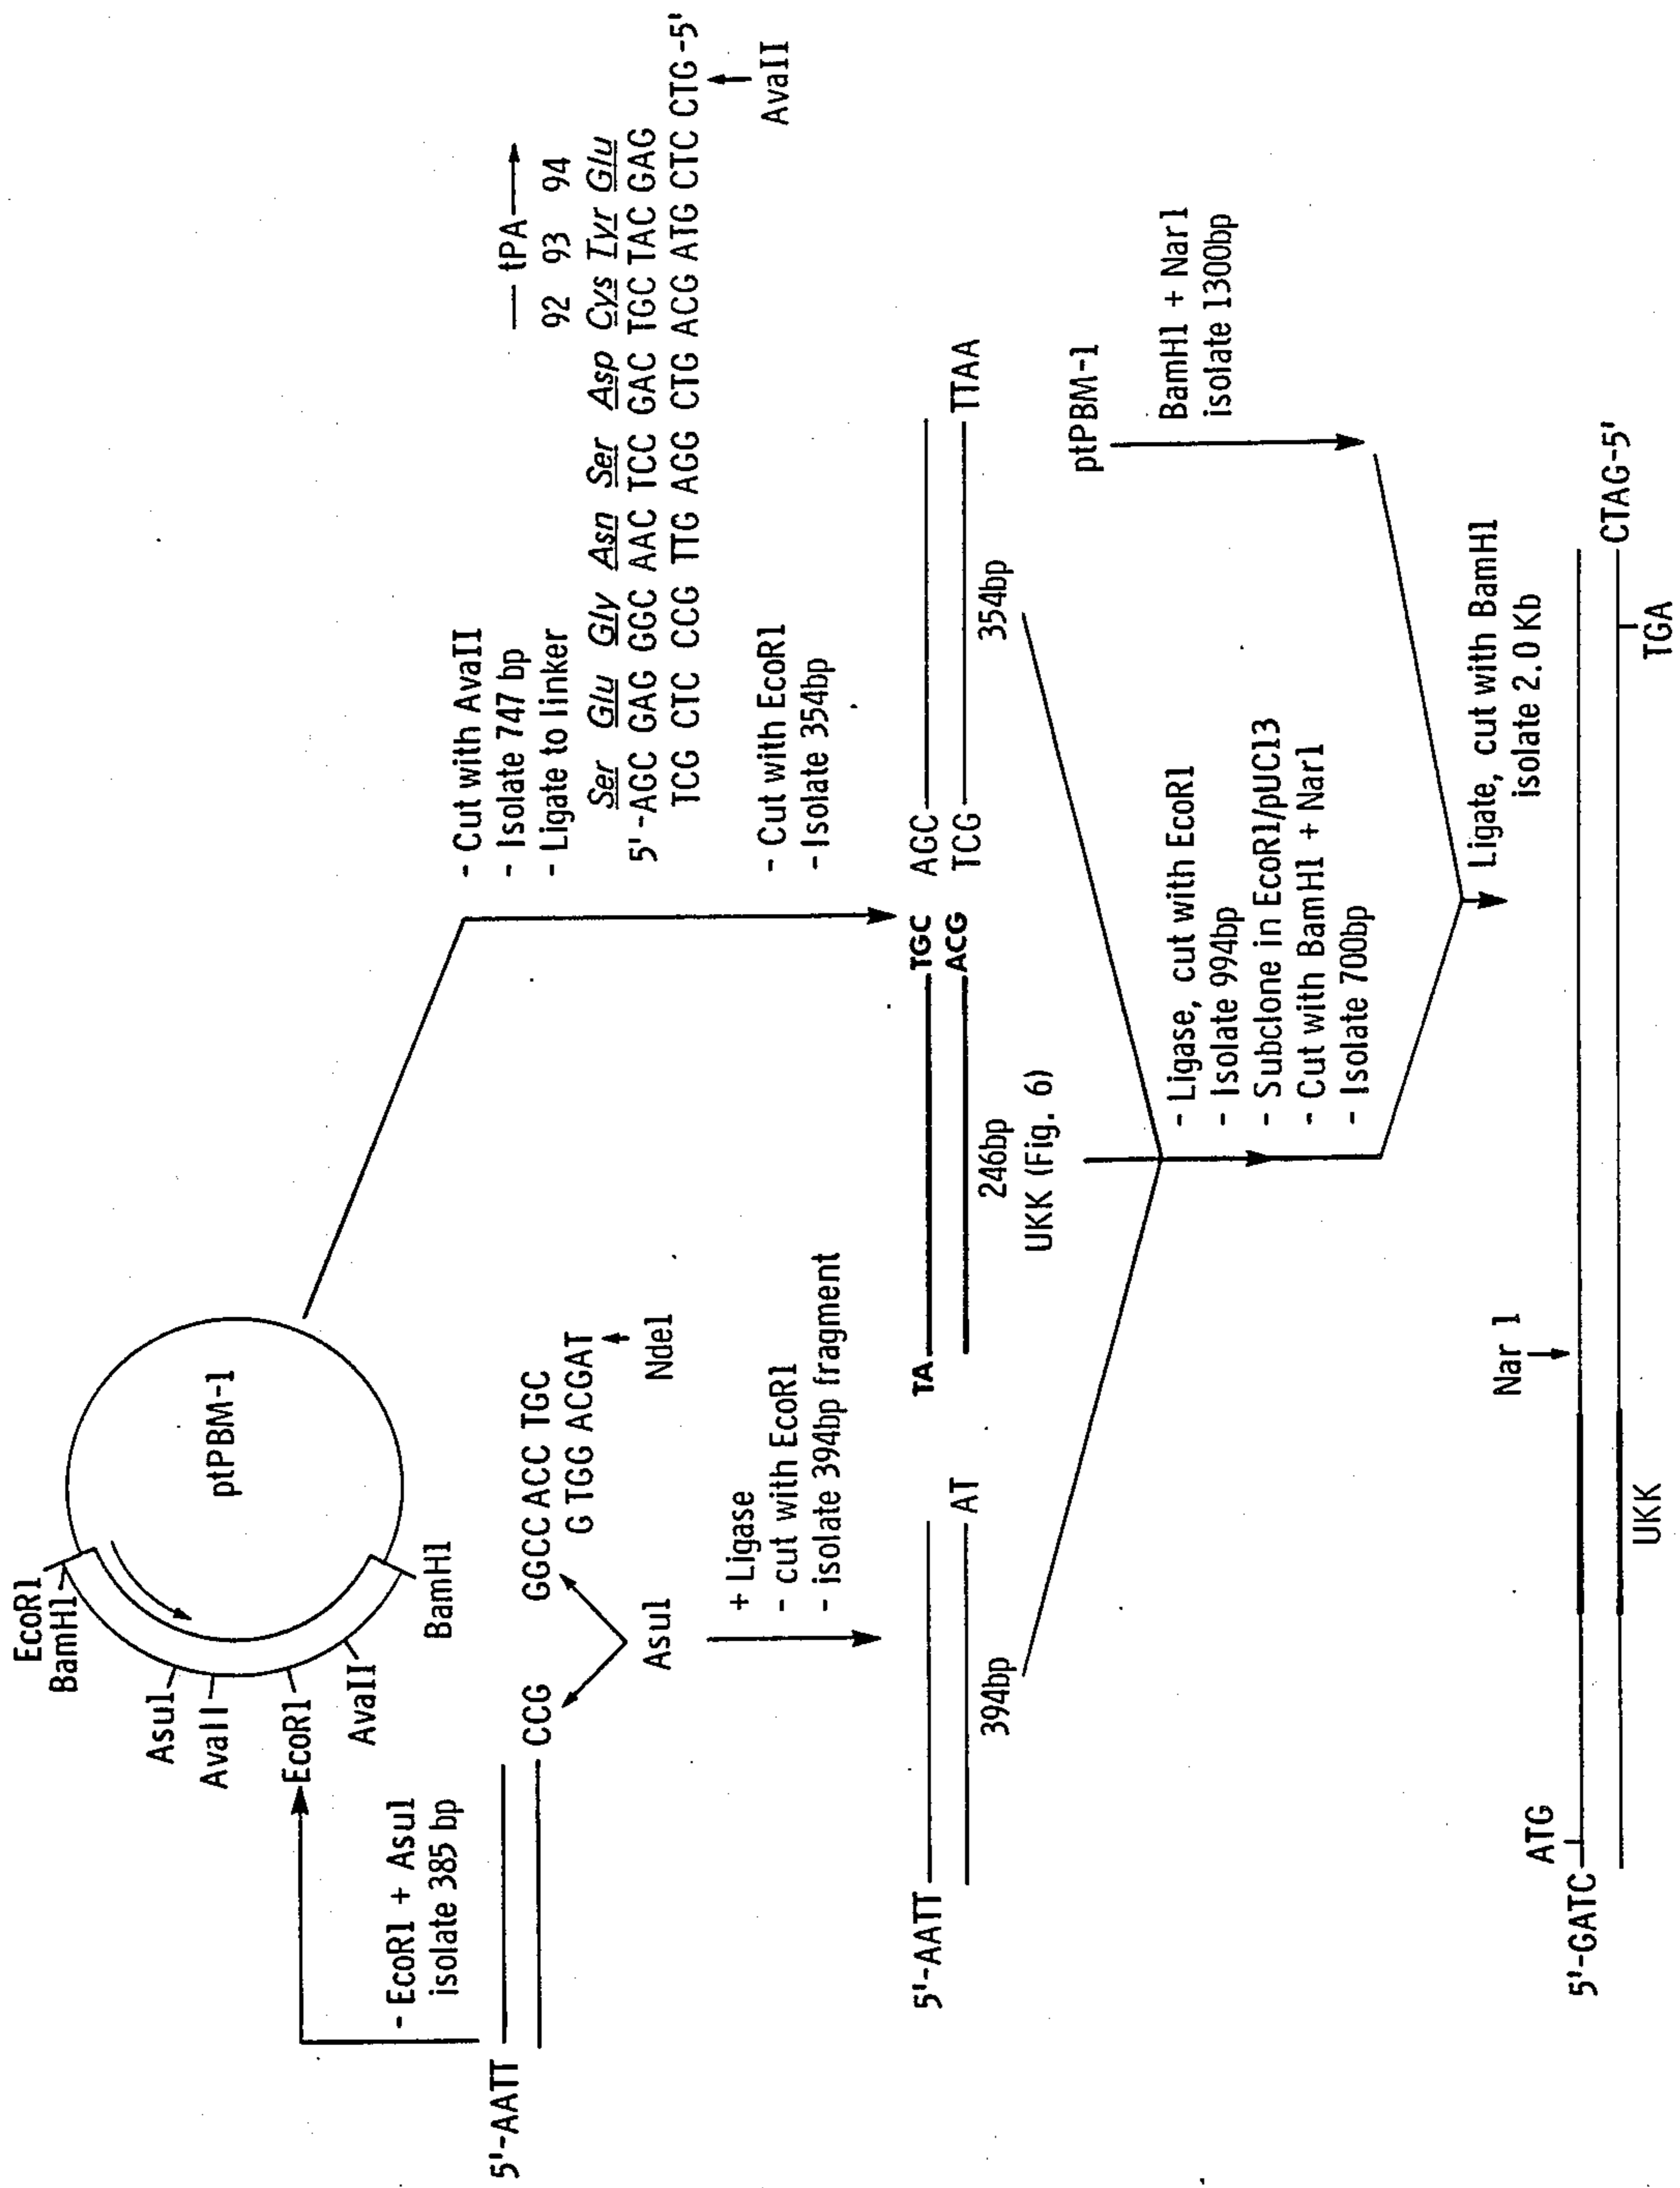 EcoR1
BamH1
Asu1
AvaII
EcoR1
AvaII
BamH1
ptPBM-1
- EcoR1 + Asu1
isolate 385 bp
5'-AATT
CCG
GGCC ACC TGC
G TGG ACGAT
Nde1
Asu1
+ Ligase
- cut with EcoR1
- isolate 394bp fragment
- Cut with AvaII
- Isolate 747 bp
- Ligate to linker
— tPA →
92 93 94
Ser Glu Gly Asn Ser Asp Cys Tyr Glu
5'-AGC GAG GGC AAC TCC GAC TGC TAC GAG
TCG CTC CCG TTG AGG CTG ACG ATG CTC CTG-5'
AvaII
- Cut with EcoR1
- Isolate 354bp
5'-AATT
AT
394bp
TA
TGC
ACG
246bp
UKK (Fig. 6)
AGC
TCG
TTAA
354bp
- Ligase, cut with EcoR1
- Isolate 994bp
- Subclone in EcoR1/pUC13
- Cut with BamH1 + Nar1
- Isolate 700bp
ptPBM-1
BamH1 + Nar1
isolate 1300bp
Ligate, cut with BamH1
isolate 2.0 Kb
ATG
Nar 1
5'-GATC
CTAG-5'
UKK
TGA